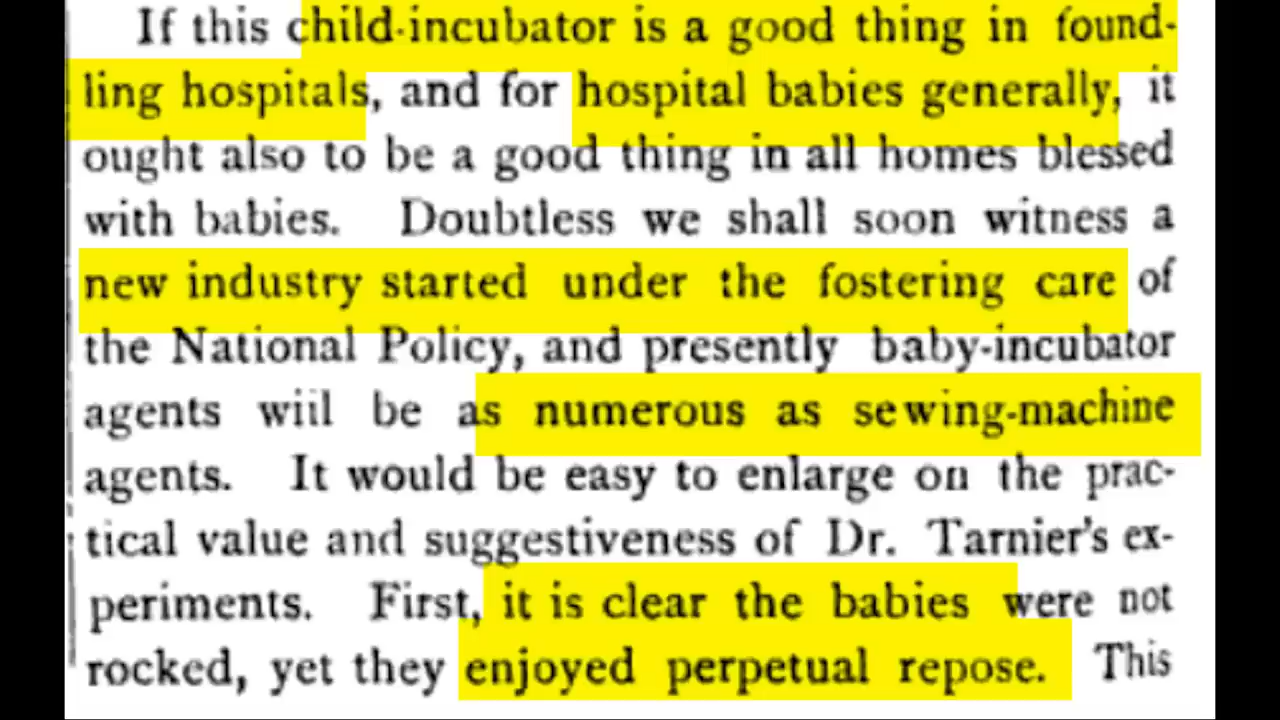 If this child-incubator is a good thing in found-
ling hospitals, and for hospital babies generally, it
ought also to be a good thing in all homes blessed
with babies. Doubtless we shall soon witness a
new industry started under the fostering care of
the National Policy, and presently baby-incubator
agents wiil be as numerous as sewing-machine
agents. It would be easy to enlarge on the prac-
tical value and suggestiveness of Dr. Tarnier's ex-
periments. First, it is clear the babies were not
rocked, yet they enjoyed perpetual repose. This